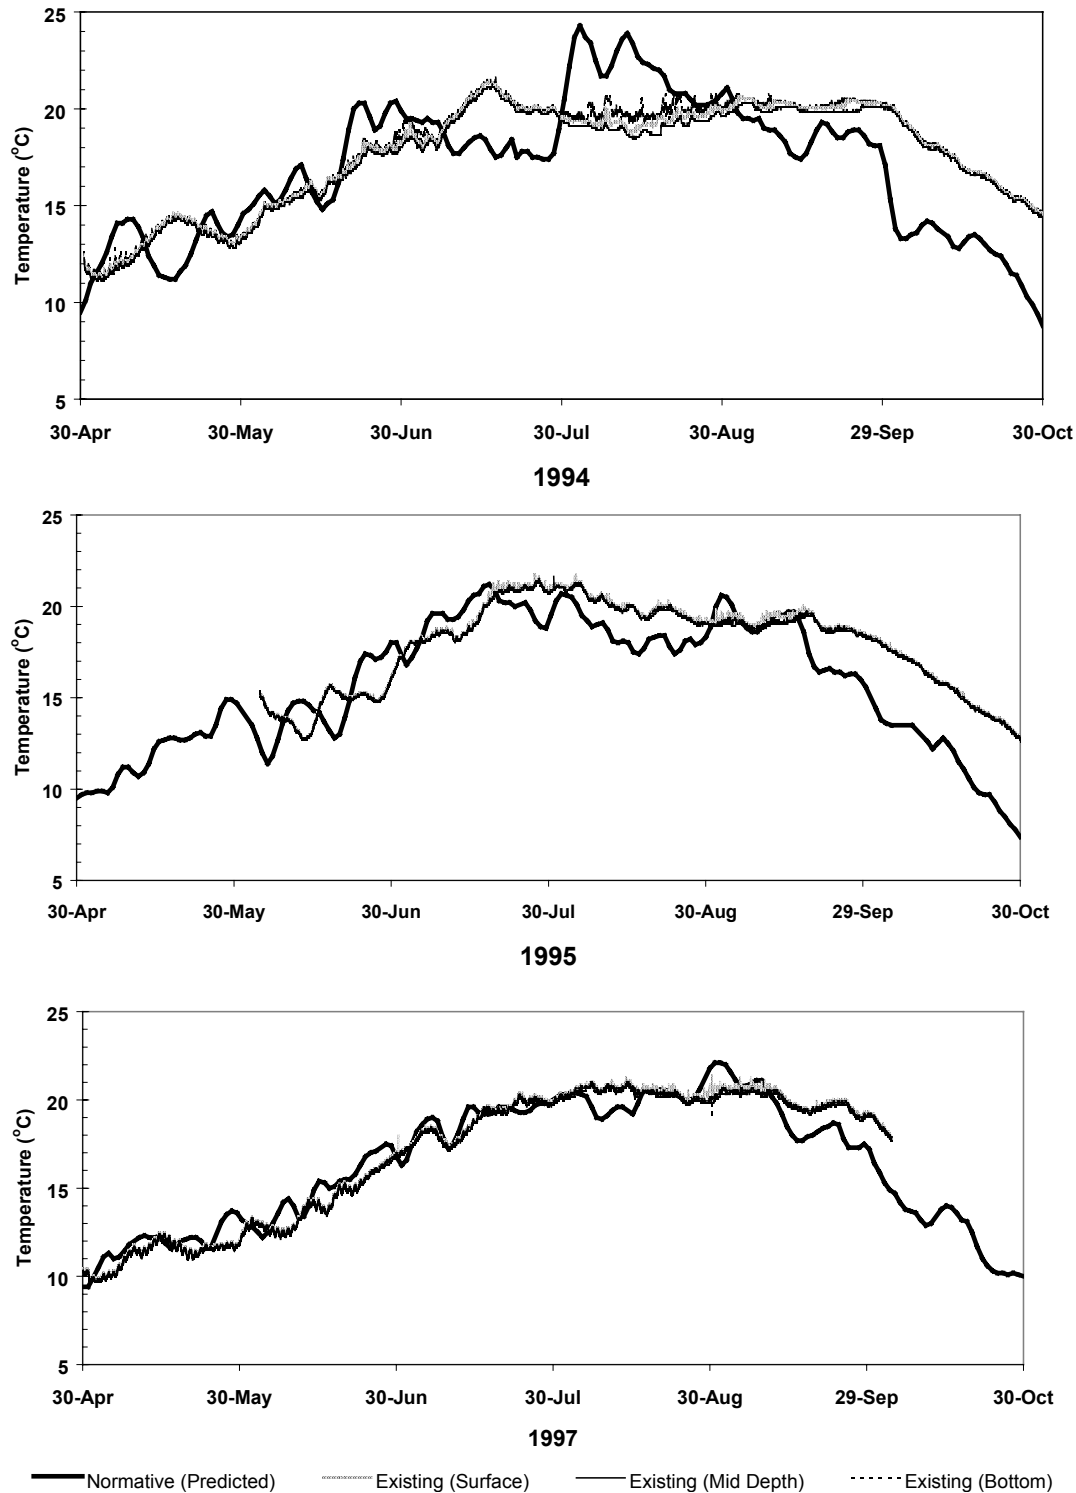 25
20
15
10
5
Temperature (°C)
30-Apr 30-May 30-Jun 30-Jul 30-Aug 29-Sep 30-Oct
1994
25
20
15
10
5
Temperature (°C)
30-Apr 30-May 30-Jun 30-Jul 30-Aug 29-Sep 30-Oct
1995
25
20
15
10
5
Temperature (°C)
30-Apr 30-May 30-Jun 30-Jul 30-Aug 29-Sep 30-Oct
1997
Normative (Predicted) Existing (Surface) Existing (Mid Depth) Existing (Bottom)